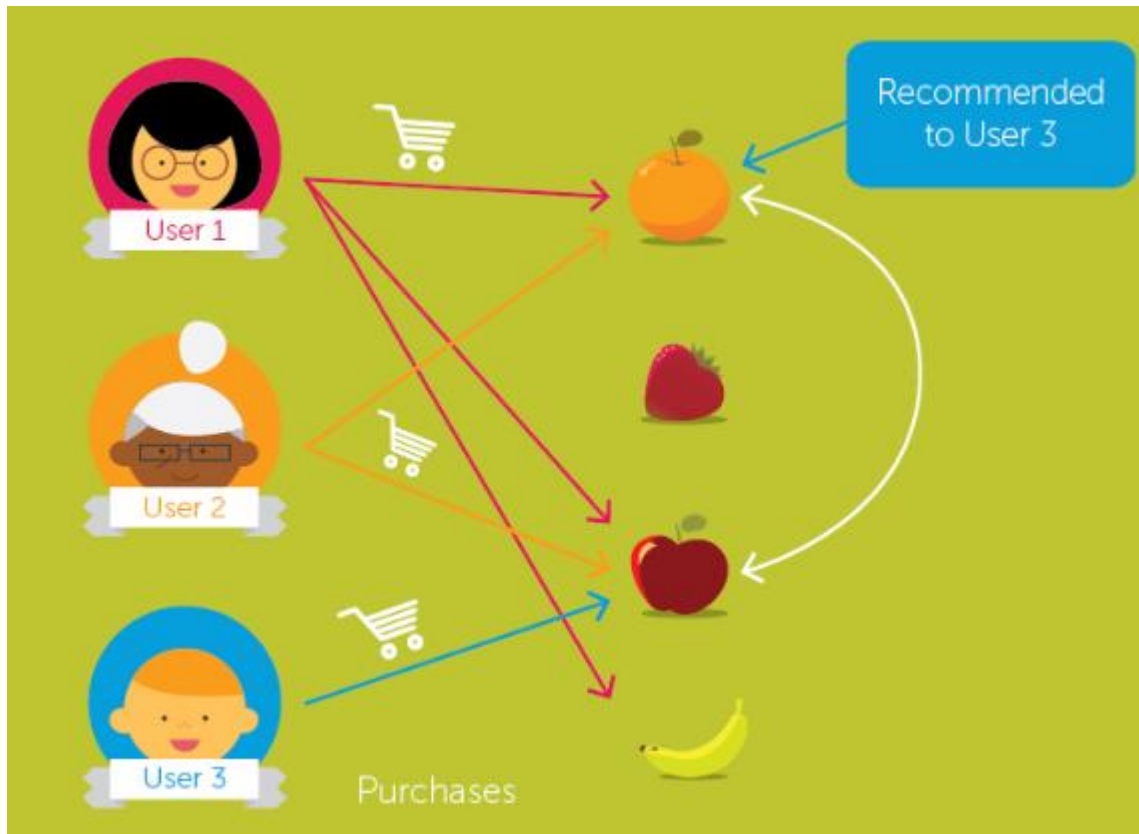 User 1
User 2
User 3
Purchases
Recommended
to User 3